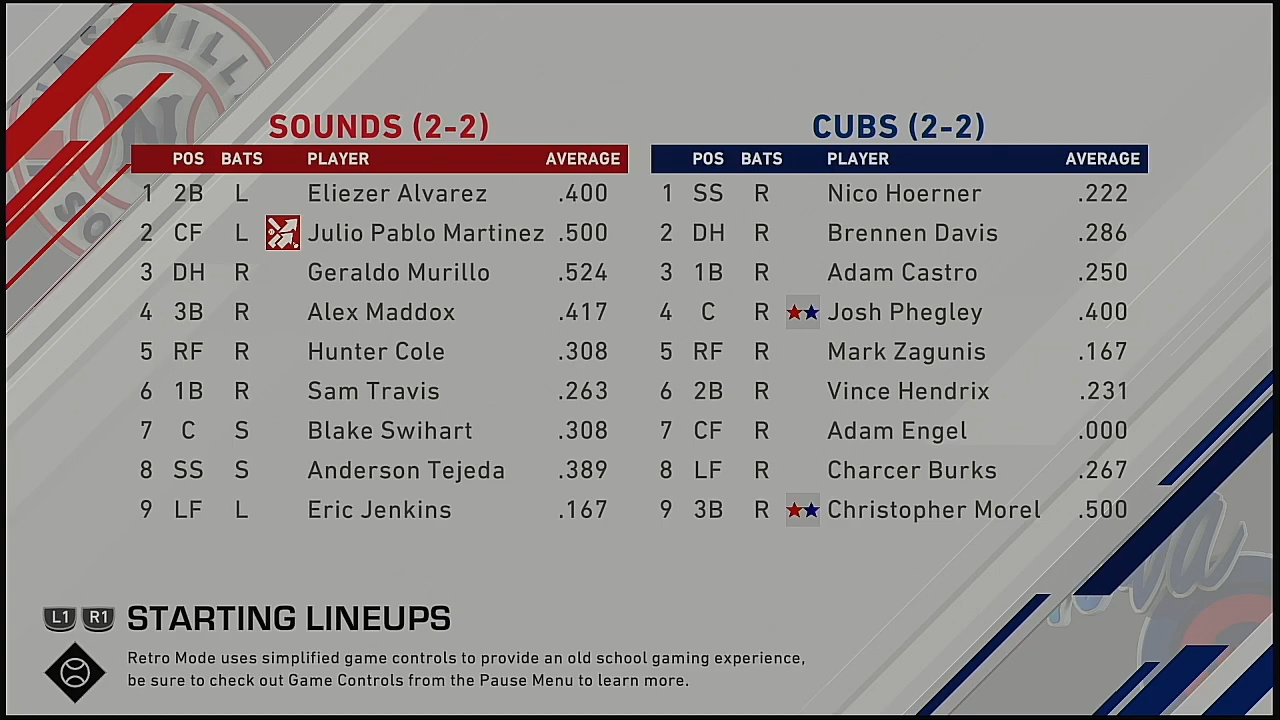 NASHVILLE
N
SO
SOUNDS (2-2)
POS BATS PLAYER AVERAGE
1 2B L Eliezer Alvarez .400
2 CF L Julio Pablo Martinez .500
3 DH R Geraldo Murillo .524
4 3B R Alex Maddox .417
5 RF R Hunter Cole .308
6 1B R Sam Travis .263
7 C S Blake Swihart .308
8 SS S Anderson Tejeda .389
9 LF L Eric Jenkins .167
CUBS (2-2)
POS BATS PLAYER AVERAGE
1 SS R Nico Hoerner .222
2 DH R Brennen Davis .286
3 1B R Adam Castro .250
4 C R Josh Phegley .400
5 RF R Mark Zagunis .167
6 2B R Vince Hendrix .231
7 CF R Adam Engel .000
8 LF R Charcer Burks .267
9 3B R Christopher Morel .500
L1 R1 STARTING LINEUPS
Retro Mode uses simplified game controls to provide an old school gaming experience,
be sure to check out Game Controls from the Pause Menu to learn more.